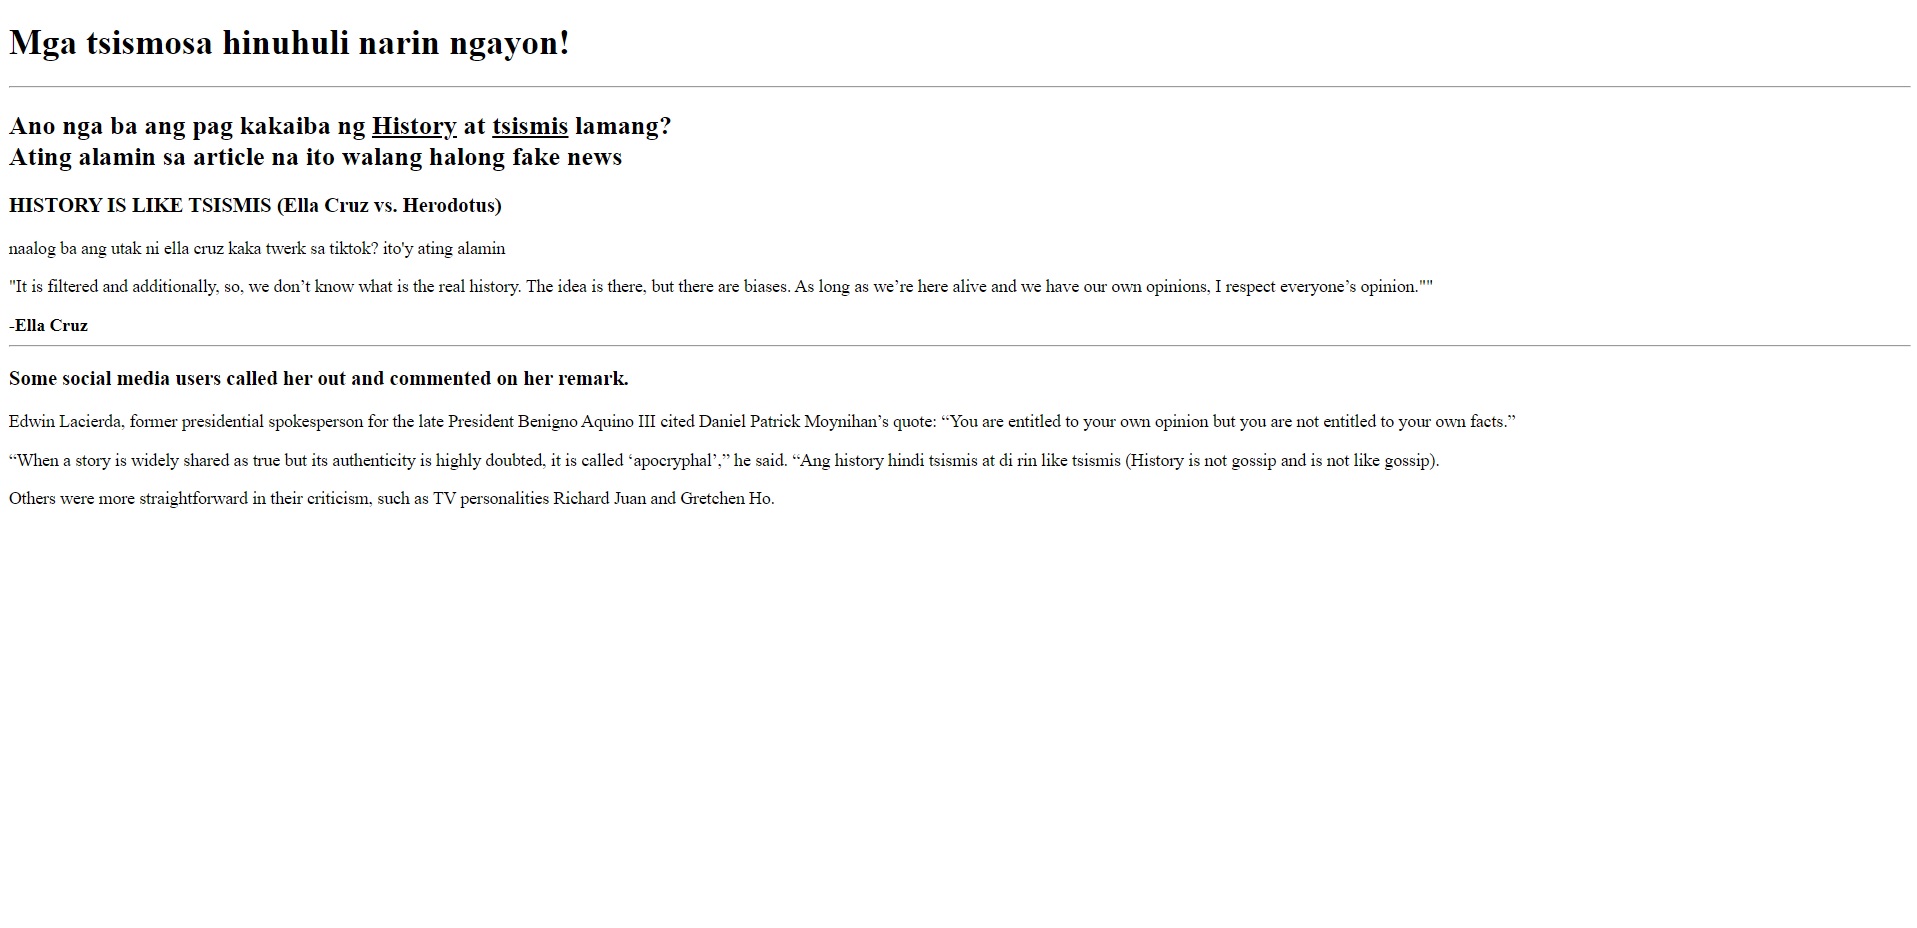 Mga tsismosa hinuhuli narin ngayon!
Ano nga ba ang pag kakaiba ng History at tsismis lamang?
Ating alamin sa article na ito walang halong fake news
HISTORY IS LIKE TSISMIS (Ella Cruz vs. Herodotus)
naalog ba ang utak ni ella cruz kaka twerk sa tiktok? ito'y ating alamin
"It is filtered and additionally, so, we don’t know what is the real history. The idea is there, but there are biases. As long as we’re here alive and we have our own opinions, I respect everyone’s opinion.""
-Ella Cruz
Some social media users called her out and commented on her remark.
Edwin Lacierda, former presidential spokesperson for the late President Benigno Aquino III cited Daniel Patrick Moynihan’s quote: “You are entitled to your own opinion but you are not entitled to your own facts.”
“When a story is widely shared as true but its authenticity is highly doubted, it is called ‘apocryphal’,” he said. “Ang history hindi tsismis at di rin like tsismis (History is not gossip and is not like gossip).
Others were more straightforward in their criticism, such as TV personalities Richard Juan and Gretchen Ho.